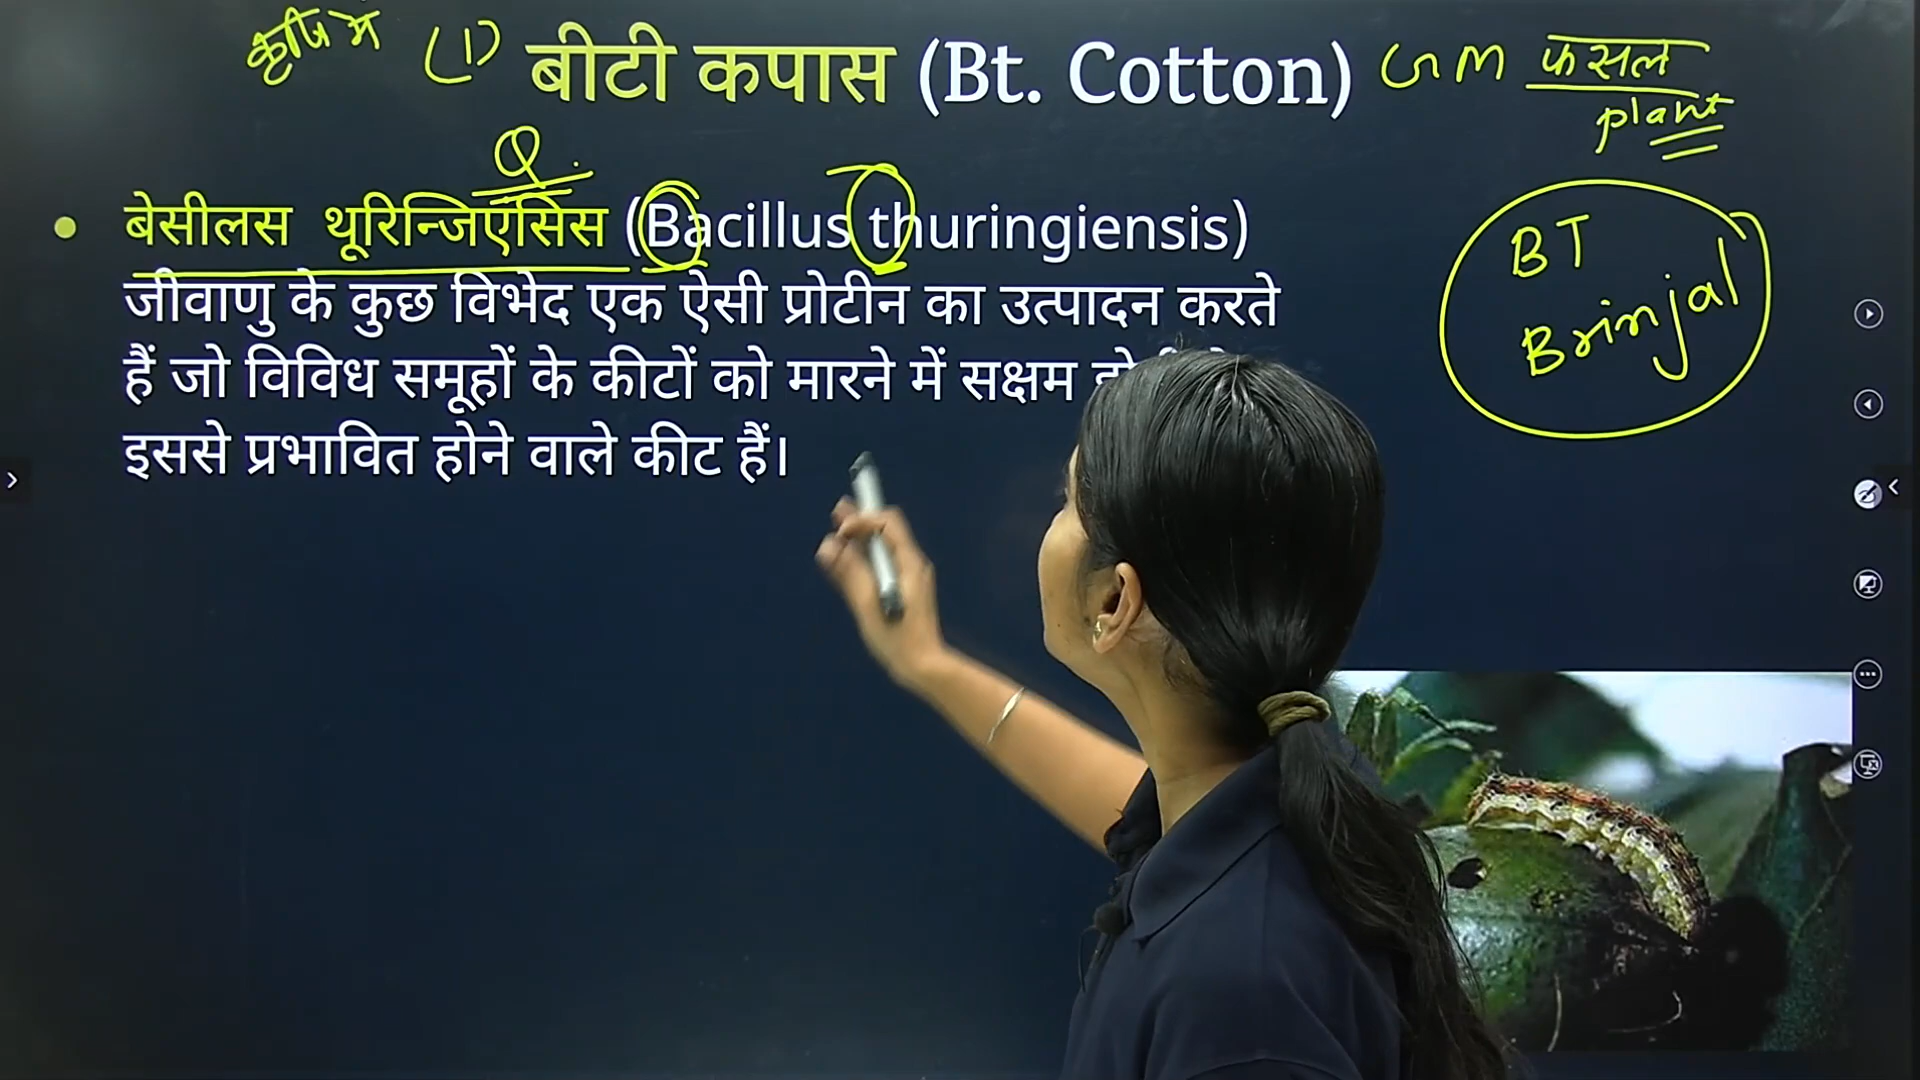 कृषि में (1) बीटी कपास (Bt. Cotton) GM फसल
plant
Q
बेसीलस थूरिन्जिएंसिस (Bacillus thuringiensis)
जीवाणु के कुछ विभेद एक ऐसी प्रोटीन का उत्पादन करते
हैं जो विविध समूहों के कीटों को मारने में सक्षम
इससे प्रभावित होने वाले कीट हैं।
BT
Brinjal